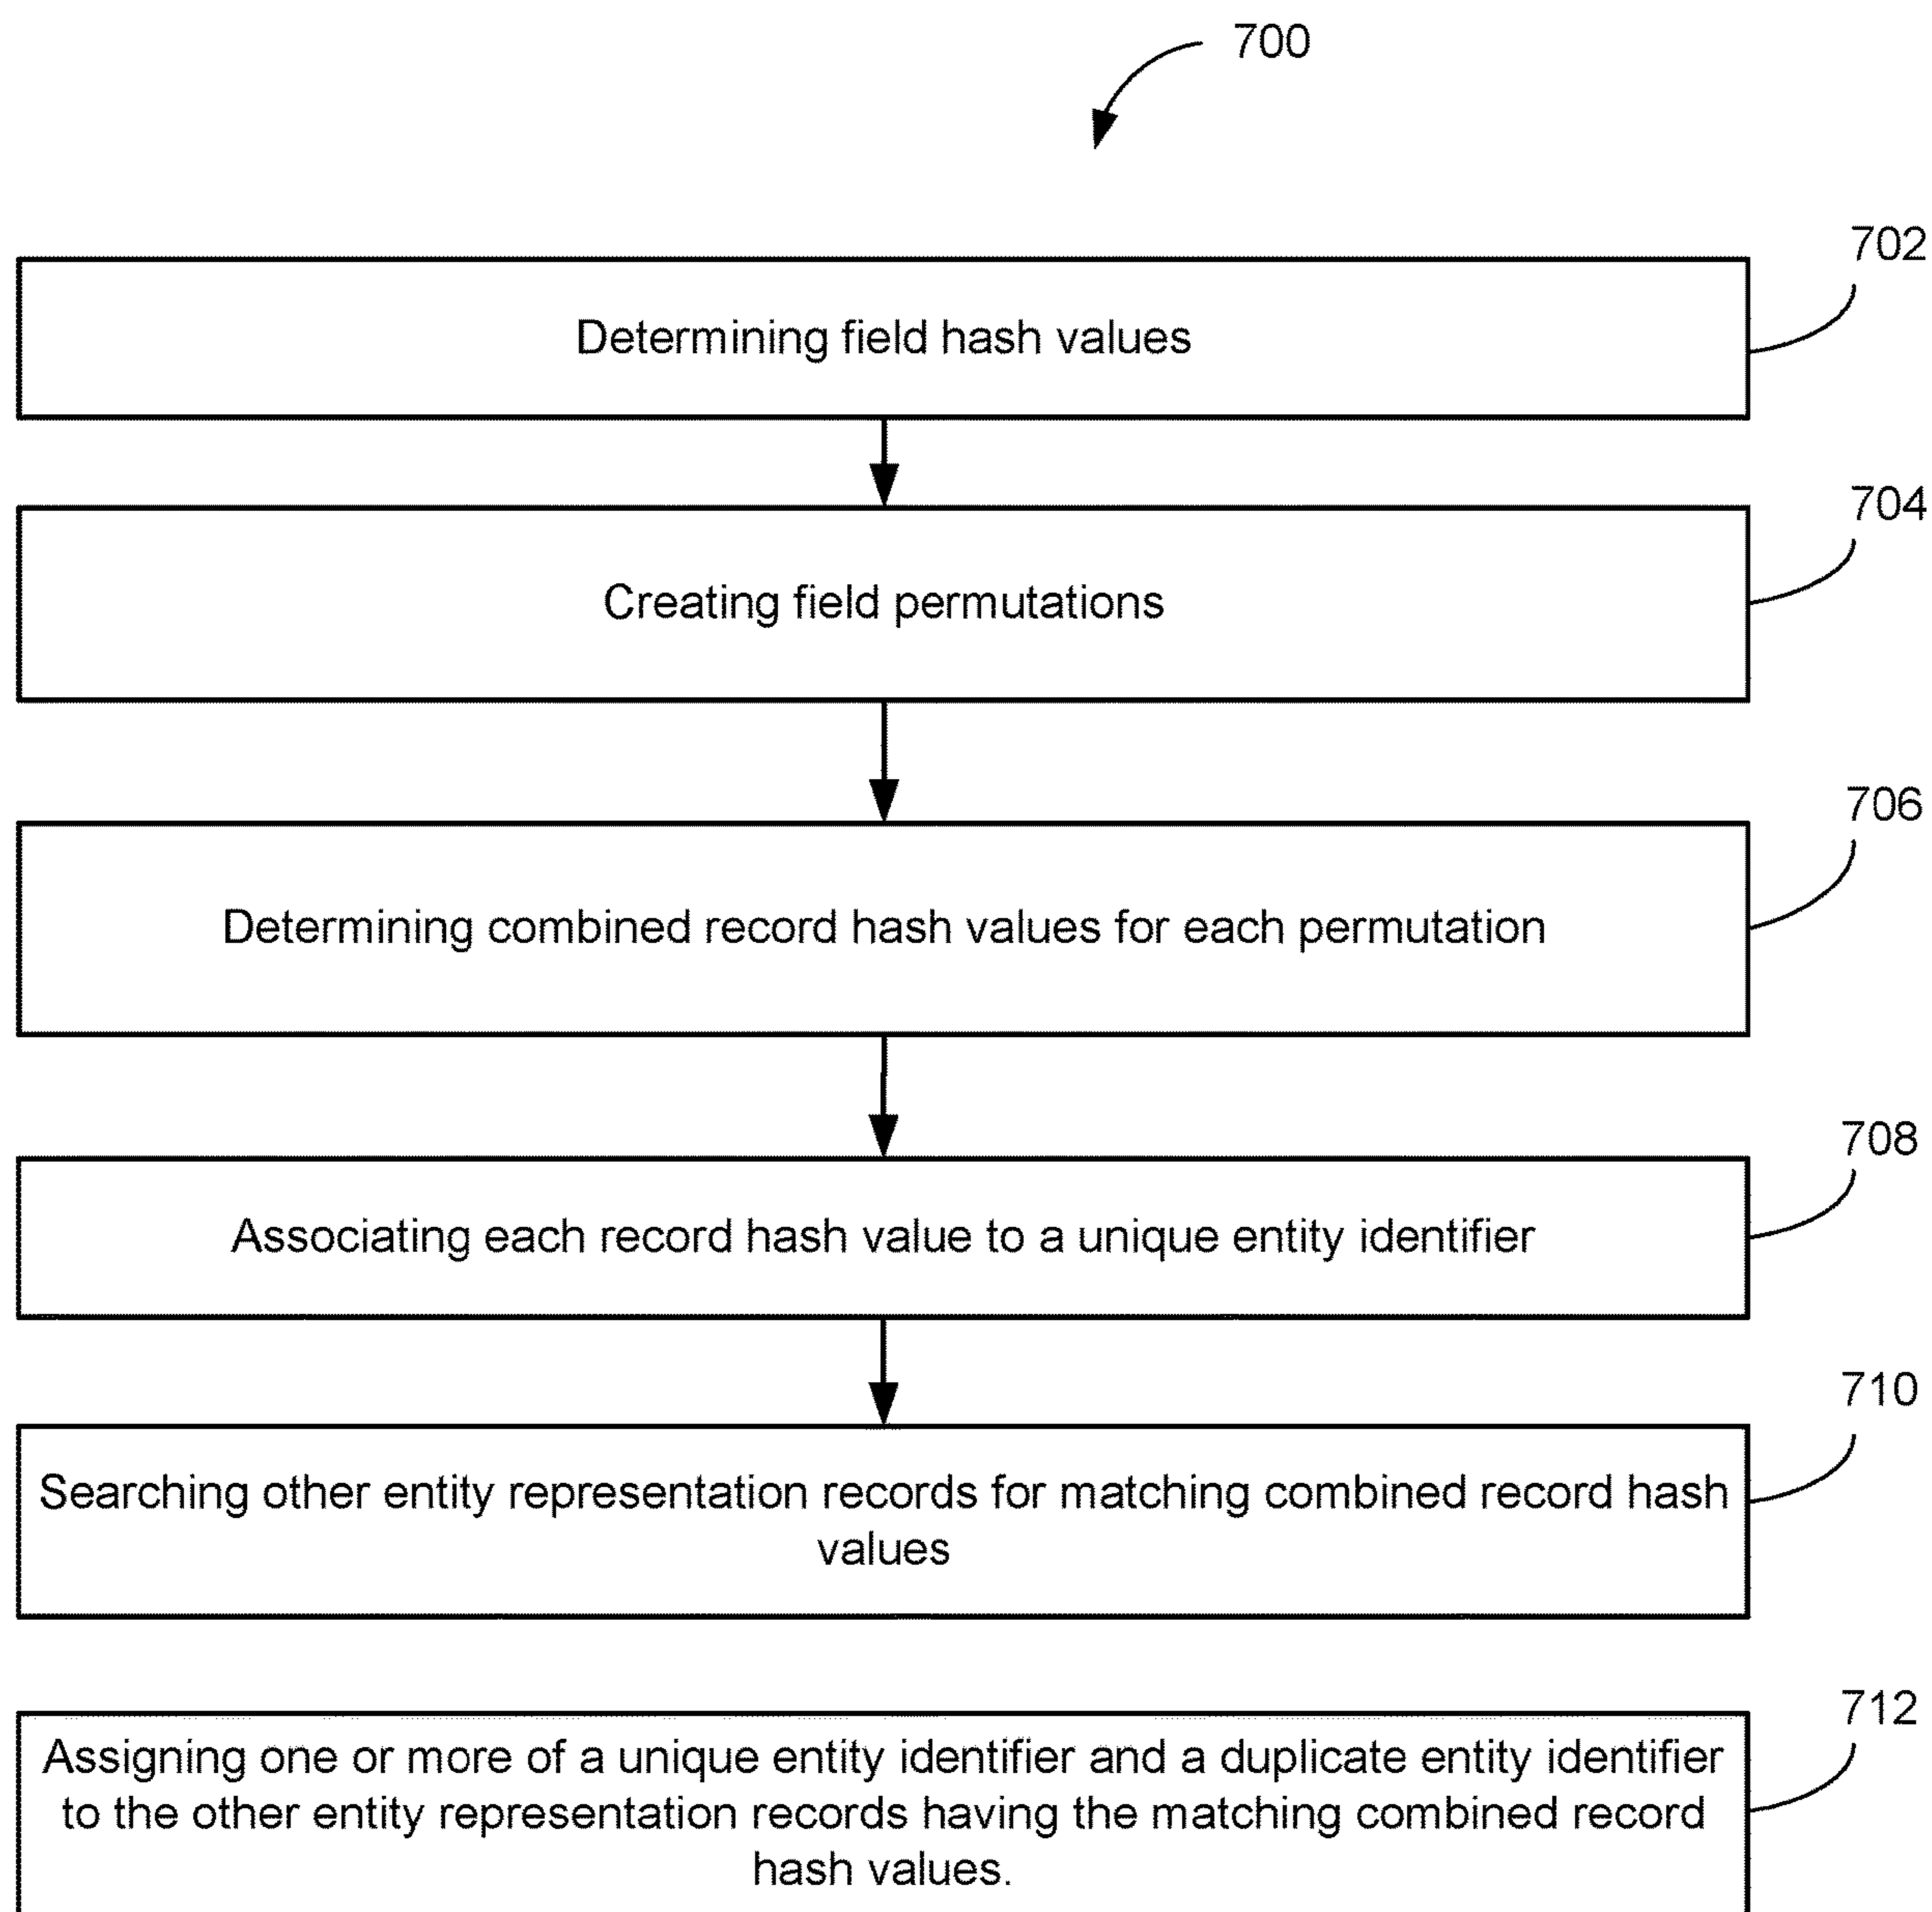 700
702
Determining field hash values
704
Creating field permutations
706
Determining combined record hash values for each permutation
708
Associating each record hash value to a unique entity identifier
710
Searching other entity representation records for matching combined record hash
values
712
Assigning one or more of a unique entity identifier and a duplicate entity identifier
to the other entity representation records having the matching combined record
hash values.